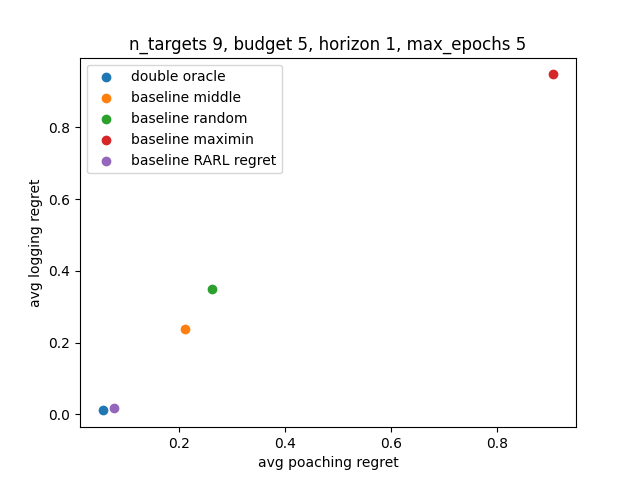 n_targets 9, budget 5, horizon 1, max_epochs 5
double oracle
baseline middle
baseline random
baseline maximin
baseline RARL regret
avg logging regret
0.8
0.6
0.4
0.2
0.0
0.2 0.4 0.6 0.8
avg poaching regret